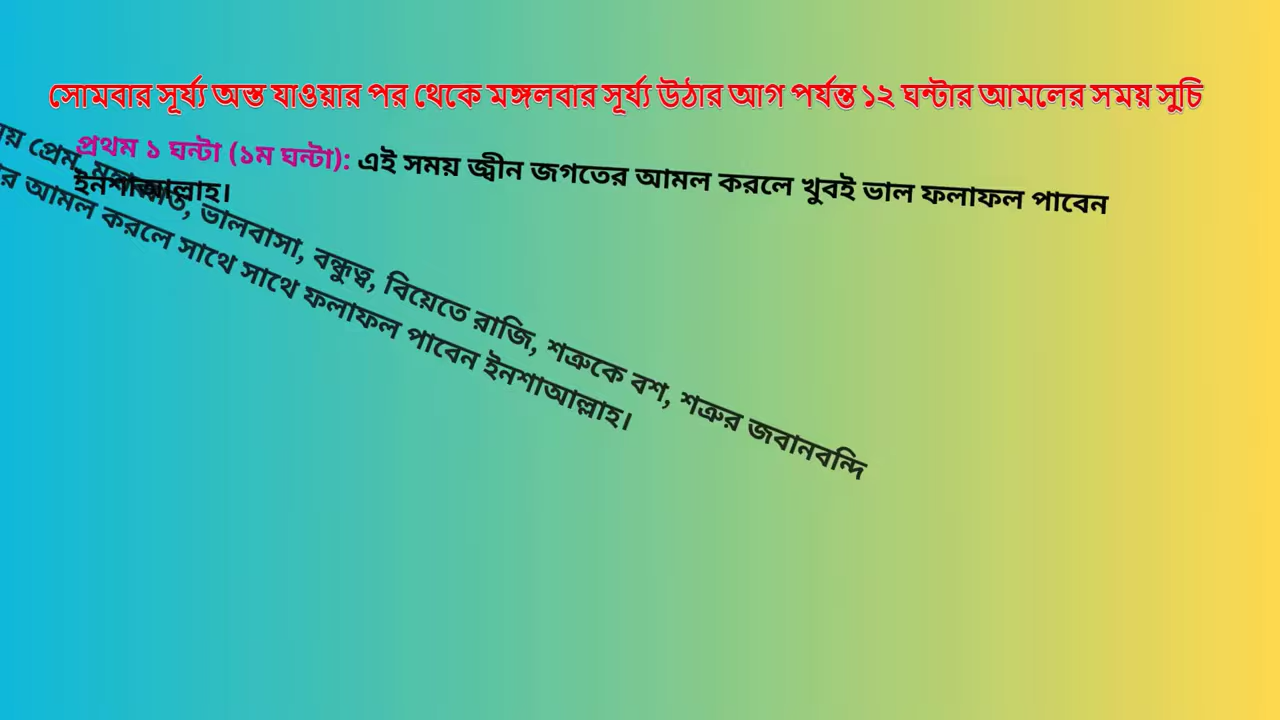 সোমবার সূর্য্য অস্ত যাওয়ার পর থেকে মঙ্গলবার সূর্য্য উঠার আগ পর্যন্ত ১২ ঘন্টার আমলের সময় সুচি
প্রথম ১ ঘন্টা (১ম ঘন্টা): এই সময় জ্বীন জগতের আমল করলে খুবই ভাল ফলাফল পাবেন
ইনশাআল্লাহ।
প্রেম, ভালবাসা, বন্ধুত্ব, বিয়েতে রাজি, শত্রুকে বশ, শত্রুর জবানবন্দি
আমল করলে সাথে সাথে ফলাফল পাবেন ইনশাআল্লাহ।